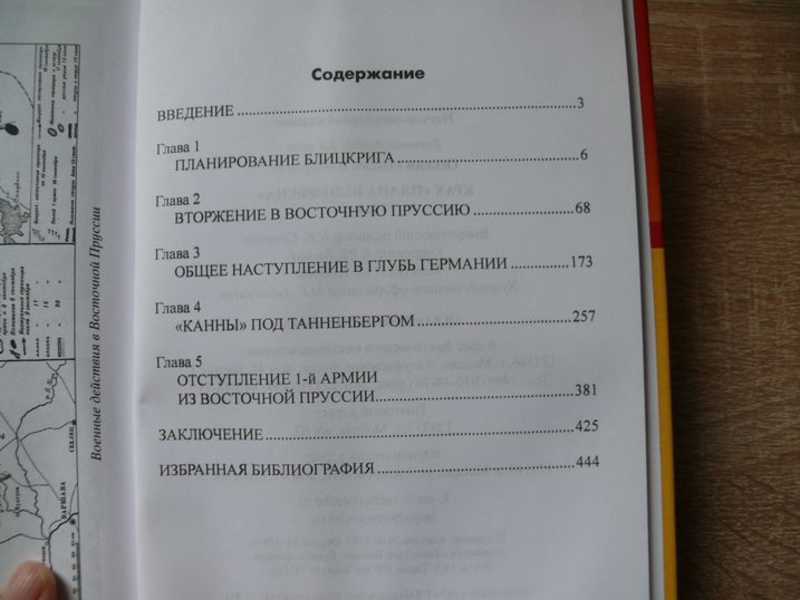 Содержание
ВВЕДЕНИЕ ........ 3
Глава 1
ПЛАНИРОВАНИЕ БЛИЦКРИГА ........ 6
Глава 2
ВТОРЖЕНИЕ В ВОСТОЧНУЮ ПРУССИЮ ........ 68
Глава 3
ОБЩЕЕ НАСТУПЛЕНИЕ В ГЛУБЬ ГЕРМАНИИ ........ 173
Глава 4
«КАННЫ» ПОД ТАННЕНБЕРГОМ ........ 257
Глава 5
ОТСТУПЛЕНИЕ 1-й АРМИИ
ИЗ ВОСТОЧНОЙ ПРУССИИ ........ 381
ЗАКЛЮЧЕНИЕ ........ 425
ИЗБРАННАЯ БИБЛИОГРАФИЯ ........ 444
Военные действия в Восточной Пруссии
ВАРШАВА